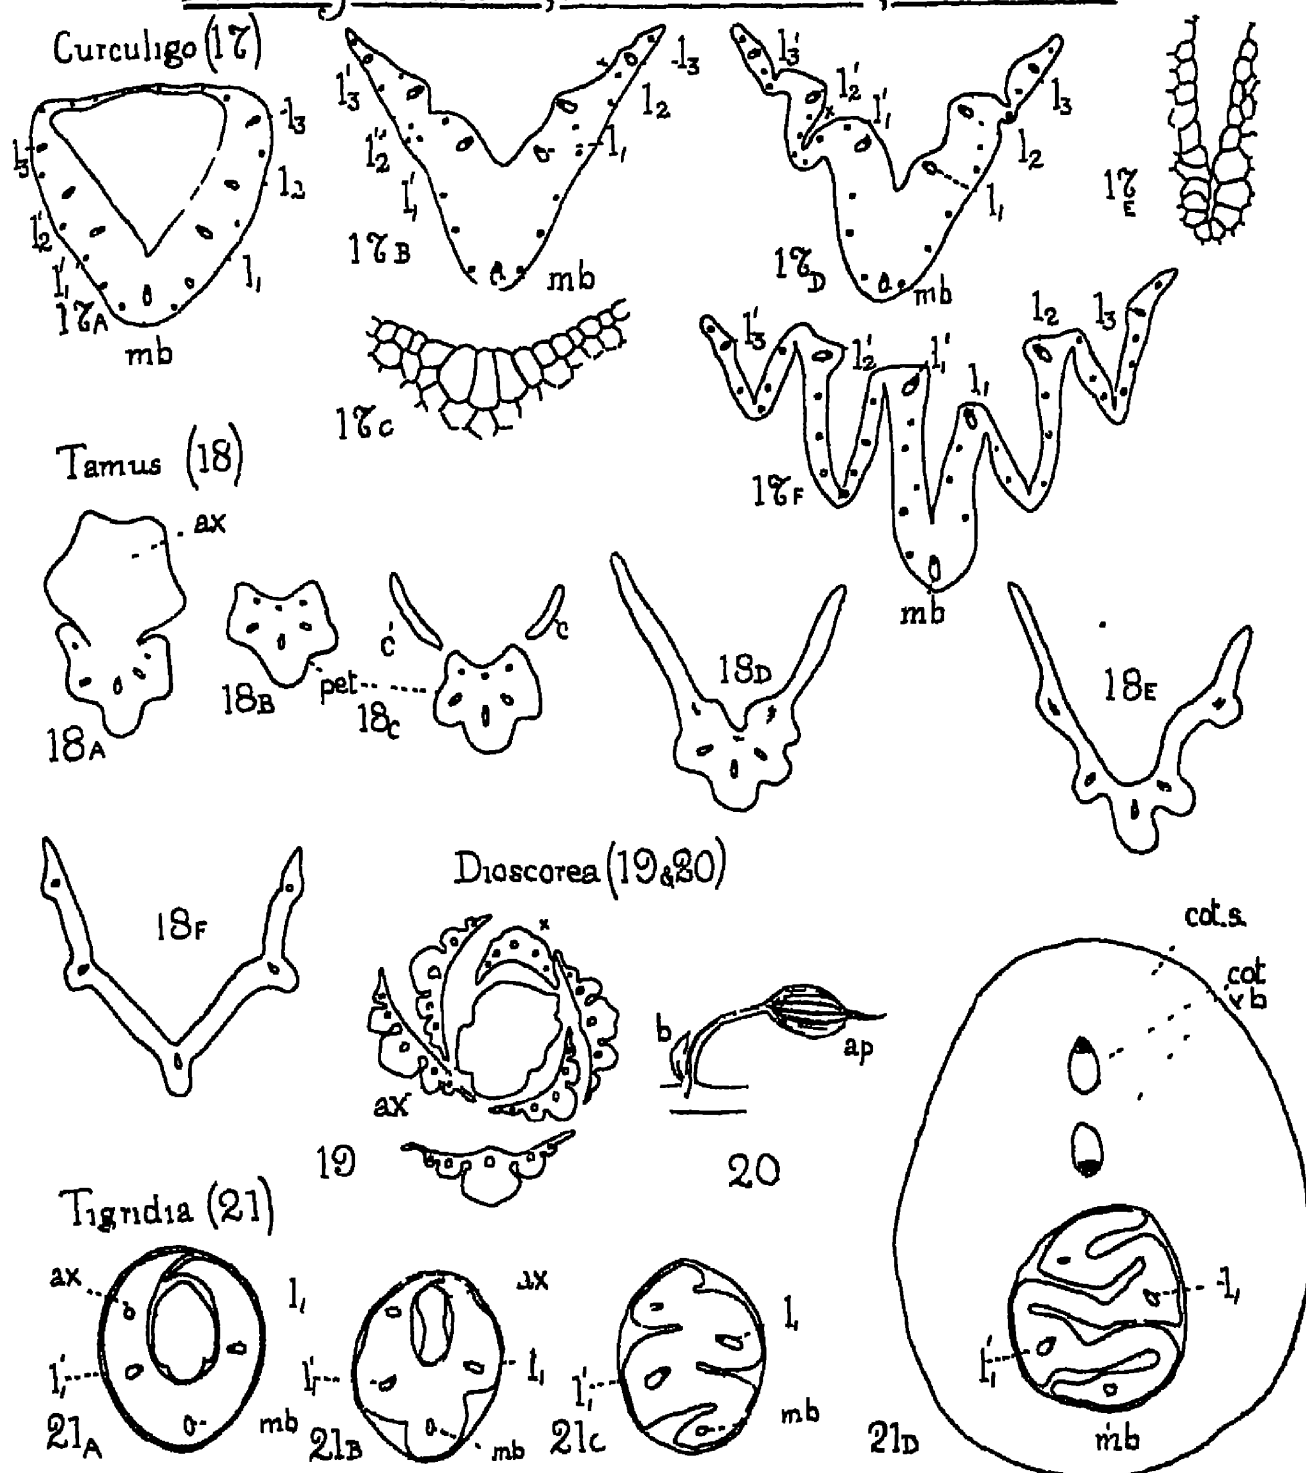 Curculigo (17)
l₃
l₃
l₂
l₂'
l₁'
l₁
17A
mb
l₃'
l₃
l₂
l₂'
l₁
l₁'
17B
mb
17C
l₃'
l₂'
l₁'
l₃
l₂
l₁
17D
mb
17E
l₃'
l₂'
l₁'
l₁
l₂
l₃
17F
mb
Tamus (18)
ax
18A
18B
pet
c'
c
18C
18D
18E
18F
Dioscorea (19 & 20)
ax
x
19
b
ap
20
cot.s.
cot
v b
Tigridia (21)
ax
l₁
l₁'
mb
21A
l₁'
l₁
mb
21B
l₁
l₁'
mb
21C
l₁
l₁'
mb
21D